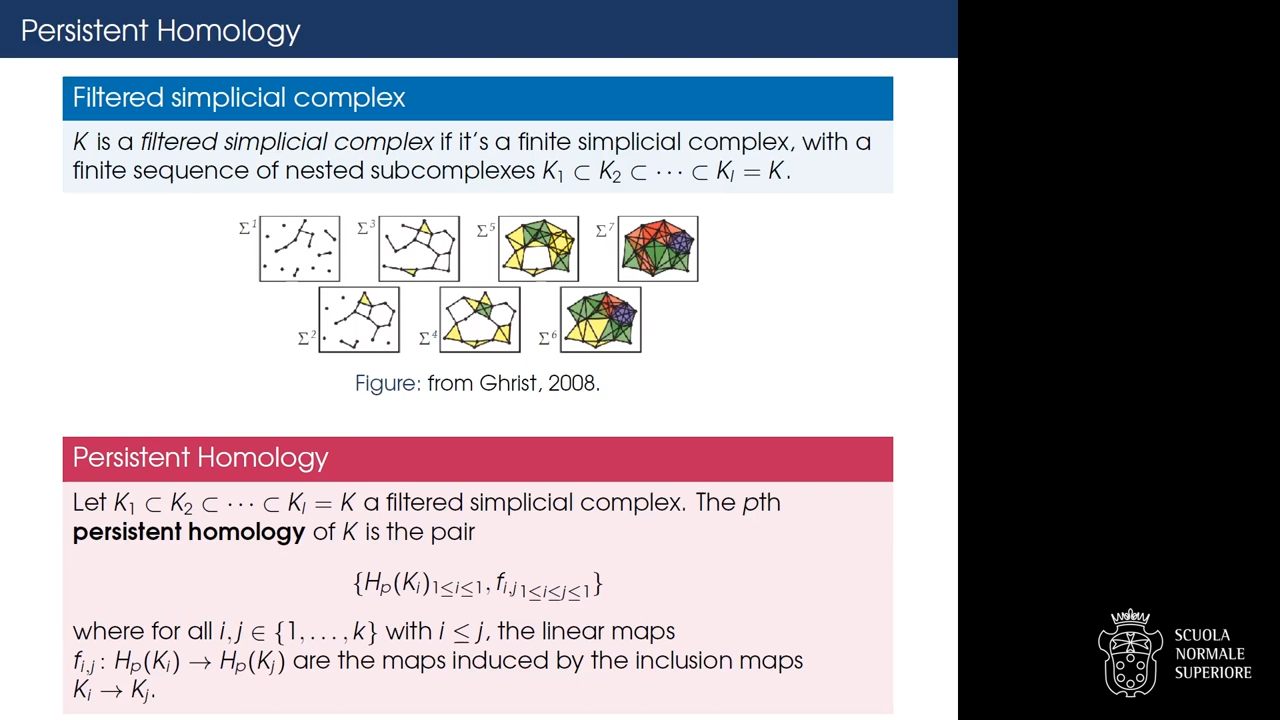 Persistent Homology
Filtered simplicial complex
K is a filtered simplicial complex if it's a finite simplicial complex, with a
finite sequence of nested subcomplexes K₁ ⊂ K₂ ⊂ ⋯ ⊂ Kₗ = K.
Σ¹ Σ³ Σ⁵ Σ⁷
Σ² Σ⁴ Σ⁶
Figure: from Ghrist, 2008.
Persistent Homology
Let K₁ ⊂ K₂ ⊂ ⋯ ⊂ Kₗ = K a filtered simplicial complex. The pth
persistent homology of K is the pair
{Hₚ(Kᵢ)₁≤ᵢ≤₁, fᵢ,ⱼ₁≤ᵢ≤ⱼ≤₁}
where for all i, j ∈ {1, . . . , k} with i ≤ j, the linear maps
fᵢ,ⱼ : Hₚ(Kᵢ) → Hₚ(Kⱼ) are the maps induced by the inclusion maps
Kᵢ → Kⱼ.
SCUOLA
NORMALE
SUPERIORE